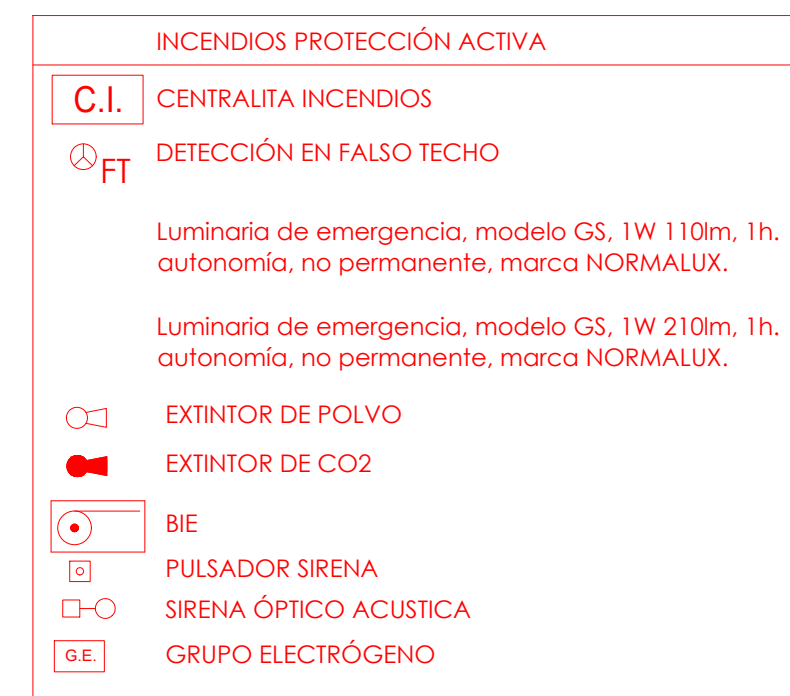 INCENDIOS PROTECCIÓN ACTIVA
C.I. CENTRALITA INCENDIOS
FT DETECCIÓN EN FALSO TECHO
Luminaria de emergencia, modelo GS, 1W 110lm, 1h.
autonomía, no permanente, marca NORMALUX.
Luminaria de emergencia, modelo GS, 1W 210lm, 1h.
autonomía, no permanente, marca NORMALUX.
EXTINTOR DE POLVO
EXTINTOR DE CO2
BIE
PULSADOR SIRENA
SIRENA ÓPTICO ACUSTICA
G.E. GRUPO ELECTRÓGENO